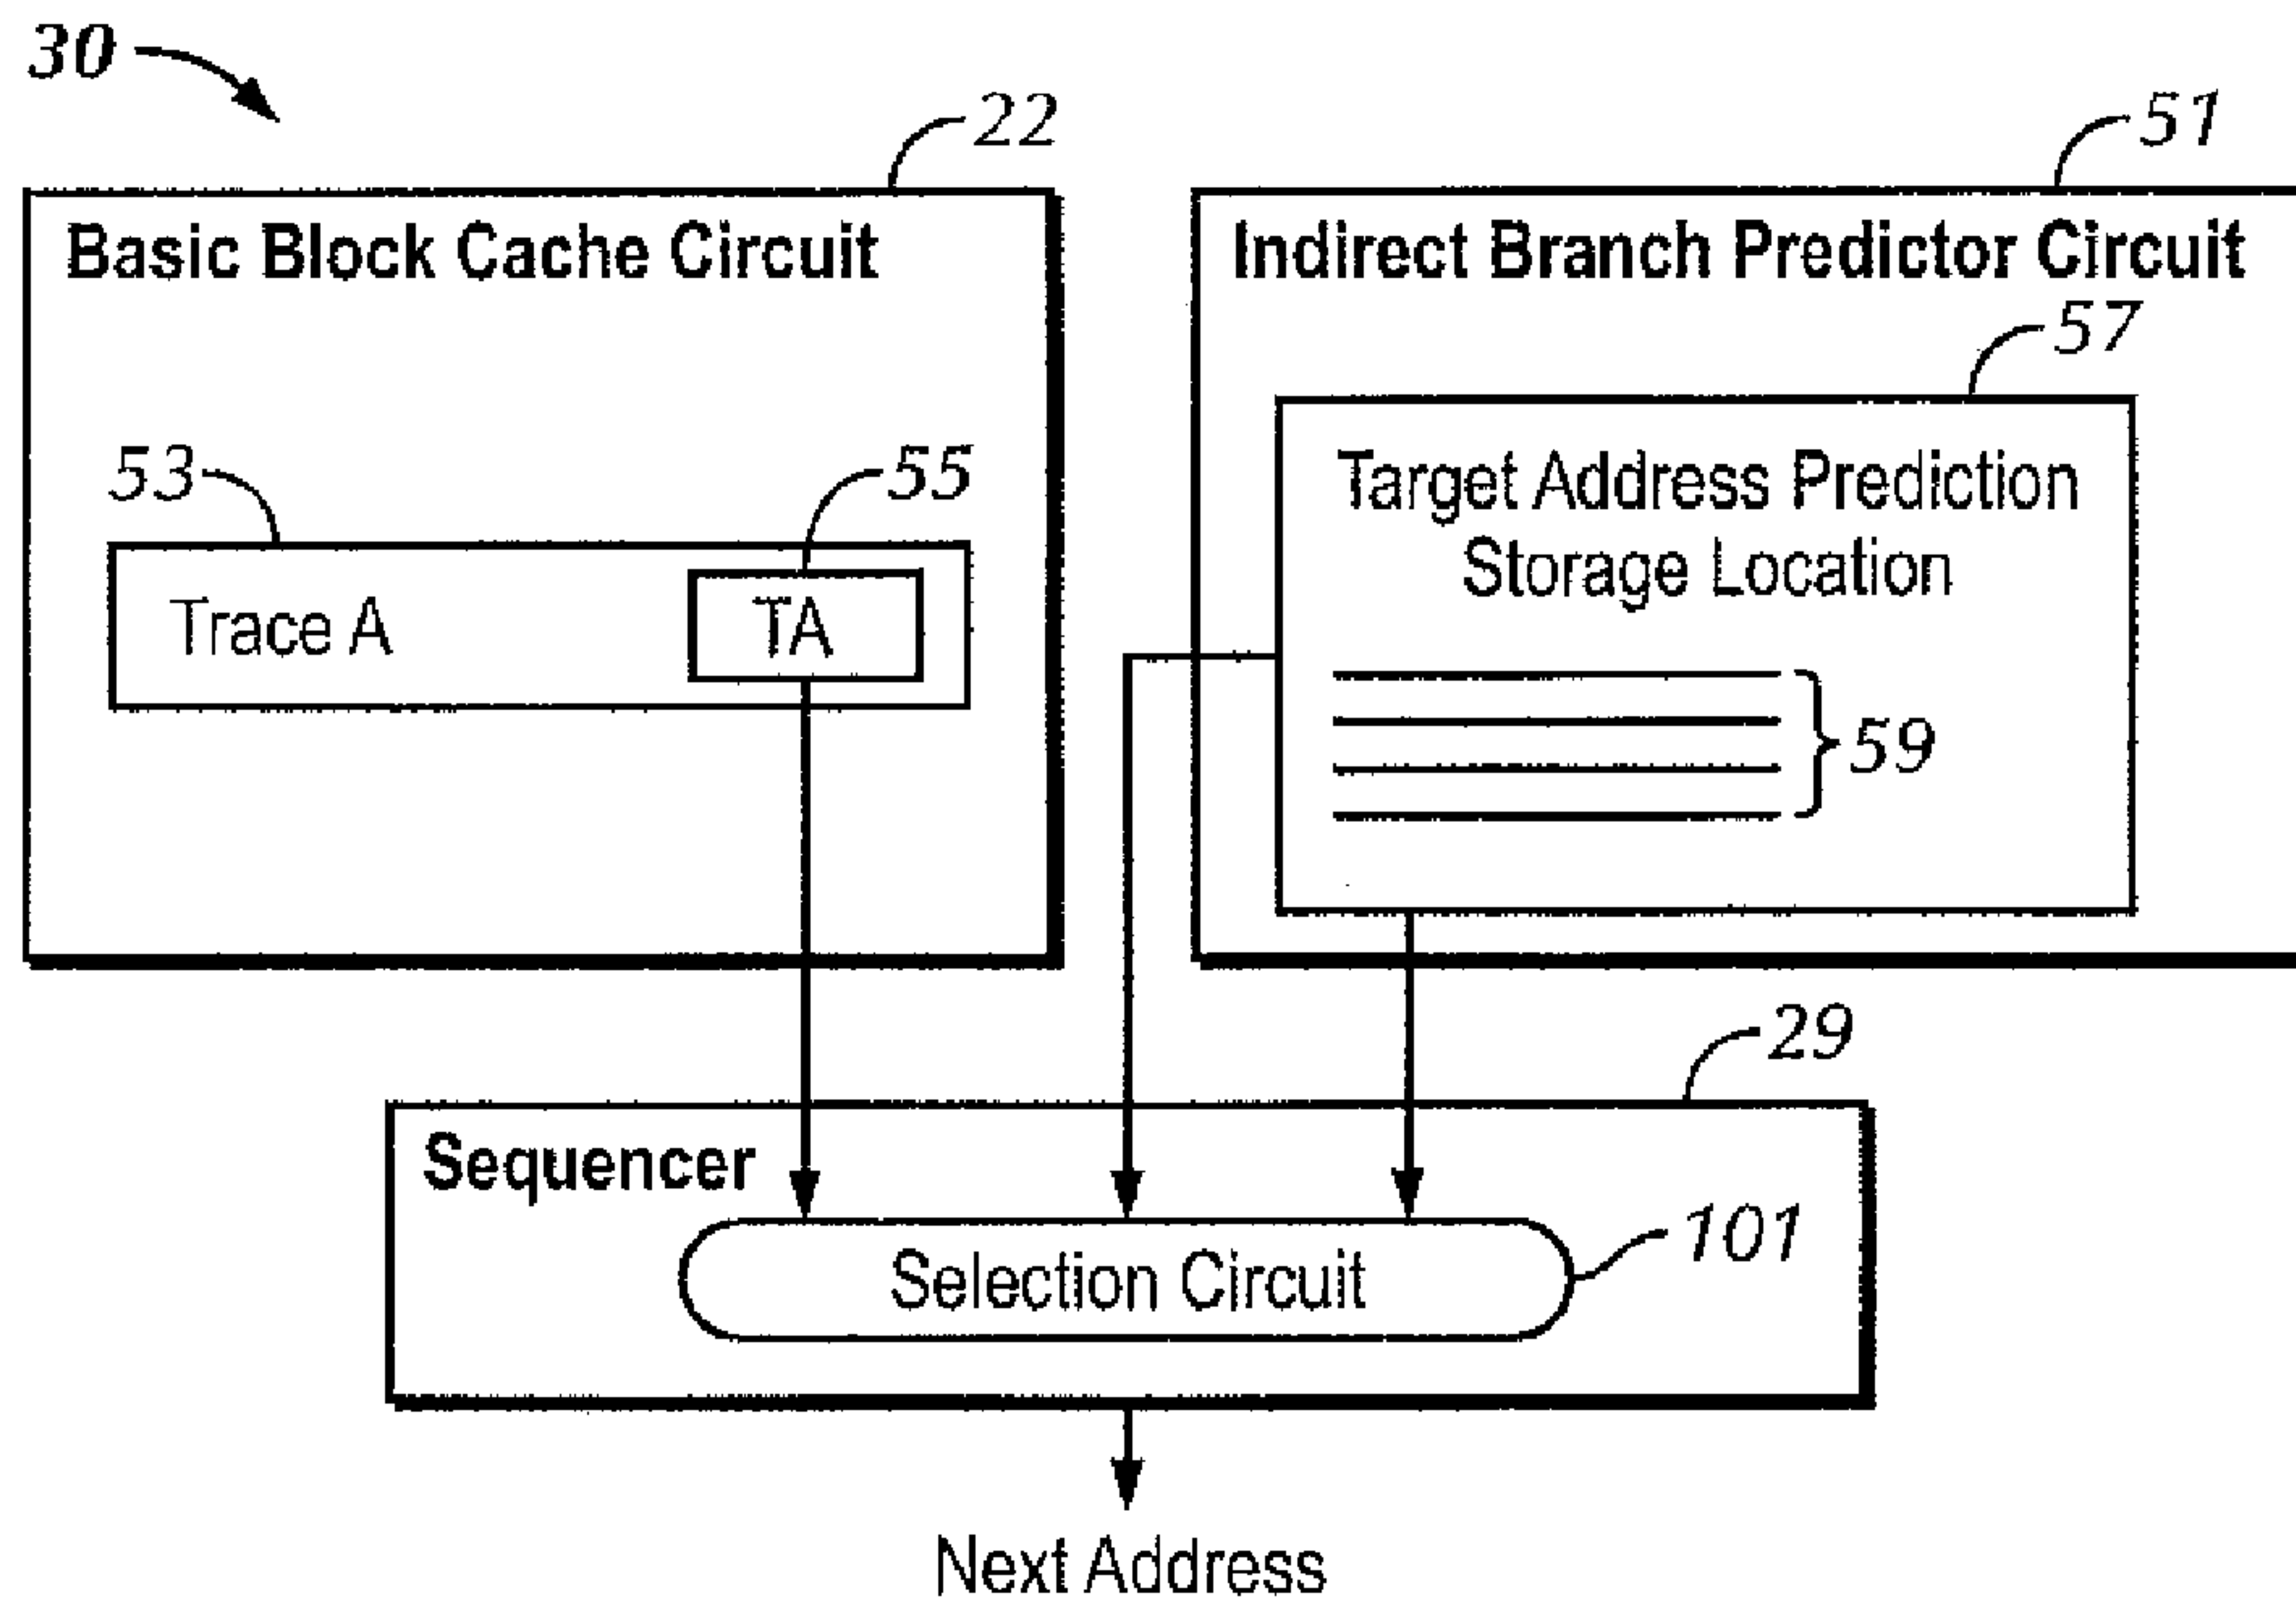 30
22
51
Basic Block Cache Circuit
Indirect Branch Predictor Circuit
57
53
55
Target Address Prediction
Storage Location
Trace A
TA
59
29
Sequencer
101
Selection Circuit
Next Address